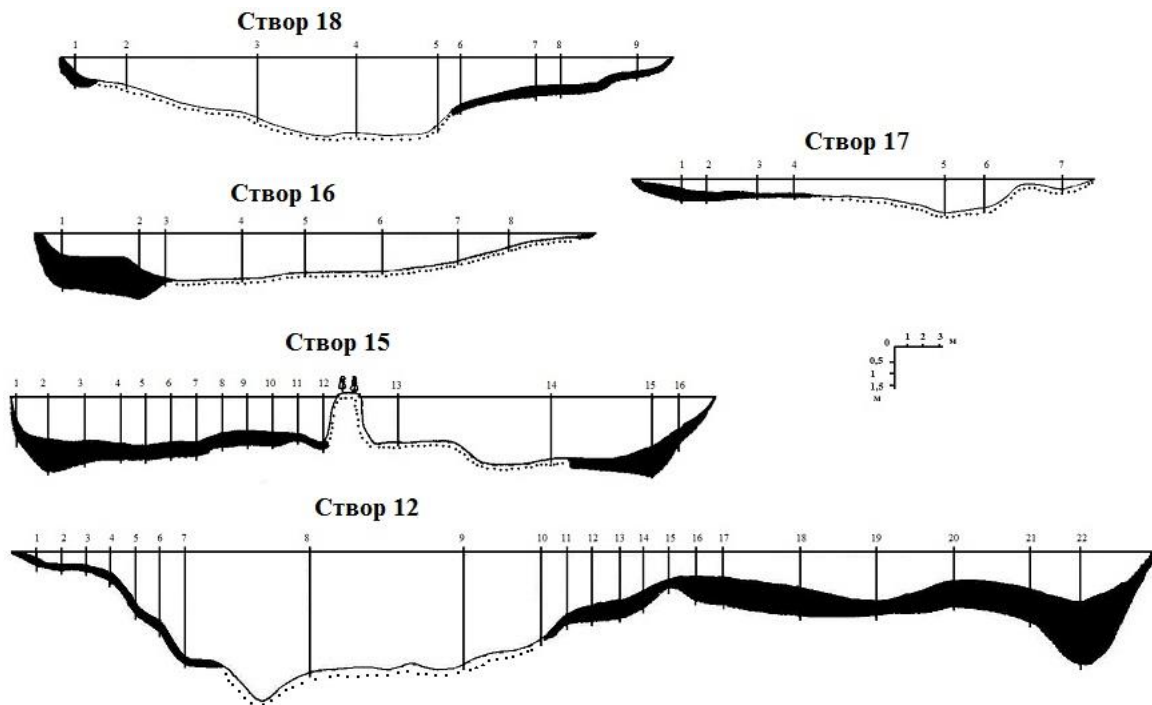 Створ 18
1 2 3 4 5 6 7 8 9
Створ 17
1 2 3 4 5 6 7
Створ 16
1 2 3 4 5 6 7 8
Створ 15
1 2 3 4 5 6 7 8 9 10 11 12 13 14 15 16
0 1 2 3 м
0,5
1
1,5
м
Створ 12
1 2 3 4 5 6 7 8 9 10 11 12 13 14 15 16 17 18 19 20 21 22